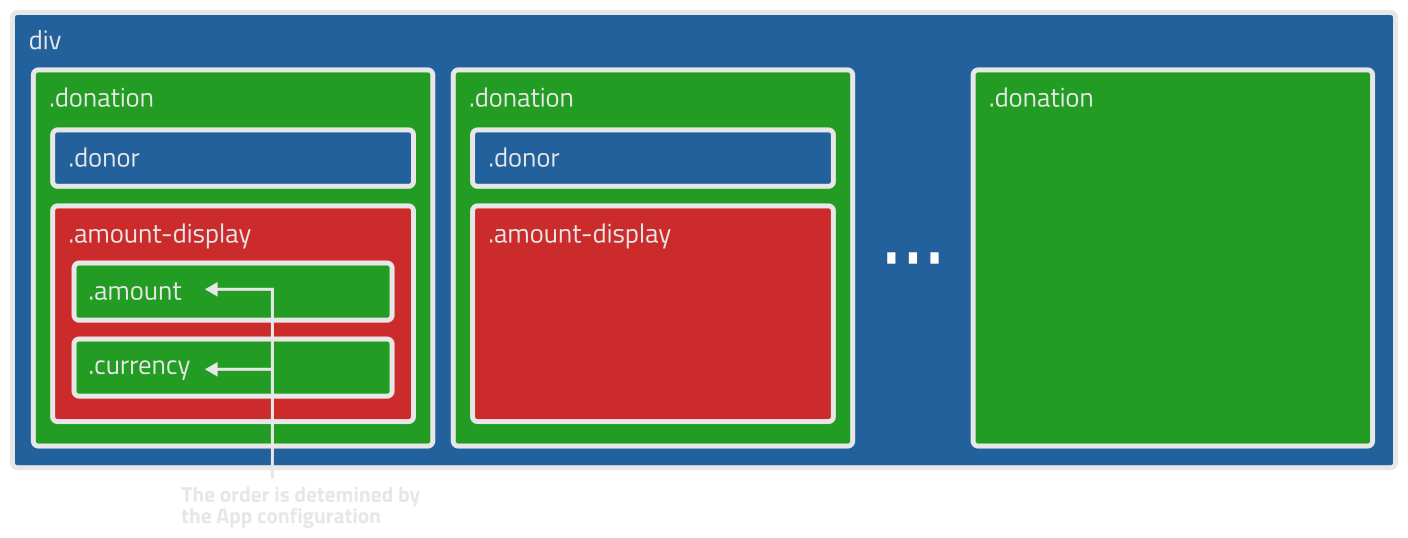 div
.donation
.donor
.amount-display
.amount
.currency
.donation
.donor
.amount-display
...
.donation
The order is detemined by
the App configuration